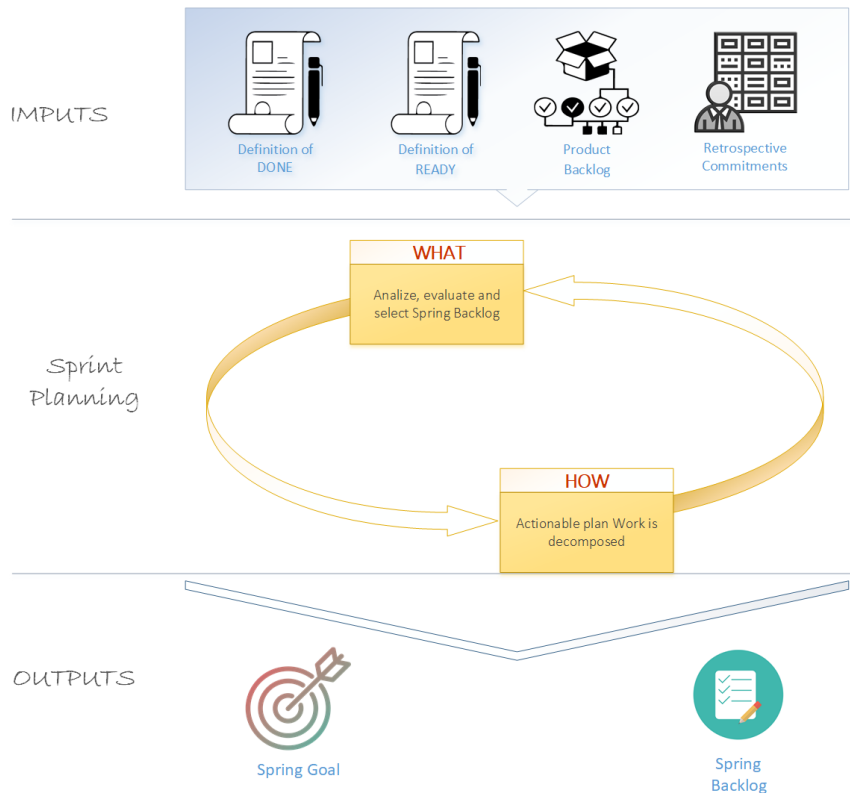 IMPUTS
Definition of
DONE
Definition of
READY
Product
Backlog
Retrospective
Commitments
Sprint
Planning
WHAT
Analize, evaluate and
select Spring Backlog
HOW
Actionable plan Work is
decomposed
OUTPUTS
Spring Goal
Spring
Backlog